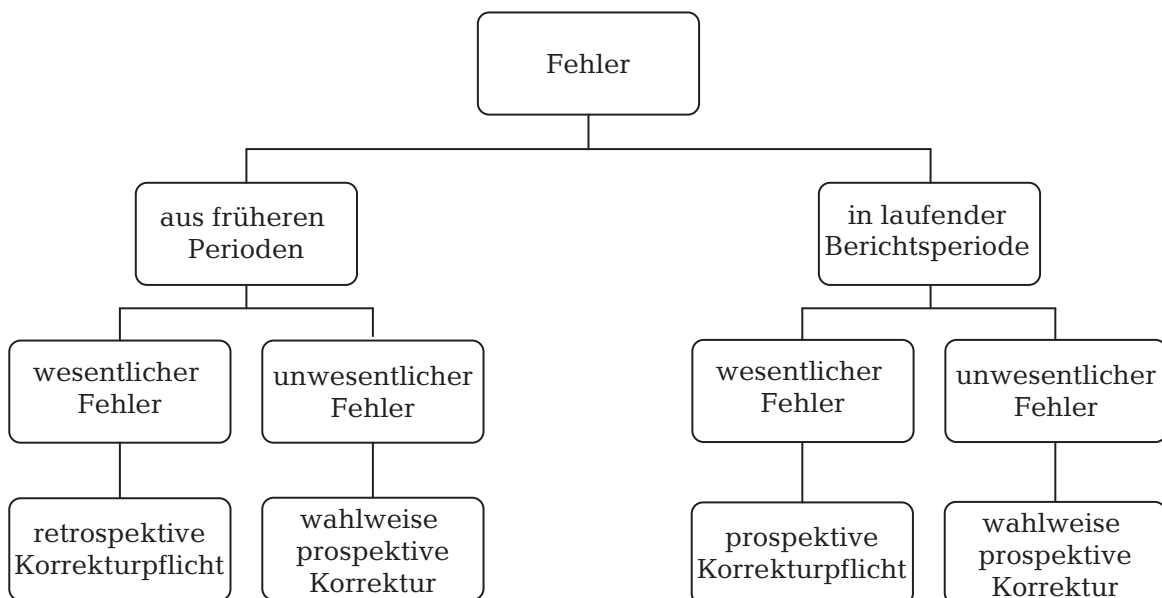 Fehler
aus früheren
Perioden
in laufender
Berichtsperiode
wesentlicher
Fehler
unwesentlicher
Fehler
wesentlicher
Fehler
unwesentlicher
Fehler
retrospektive
Korrekturpflicht
wahlweise
prospektive
Korrektur
prospektive
Korrekturpflicht
wahlweise
prospektive
Korrektur